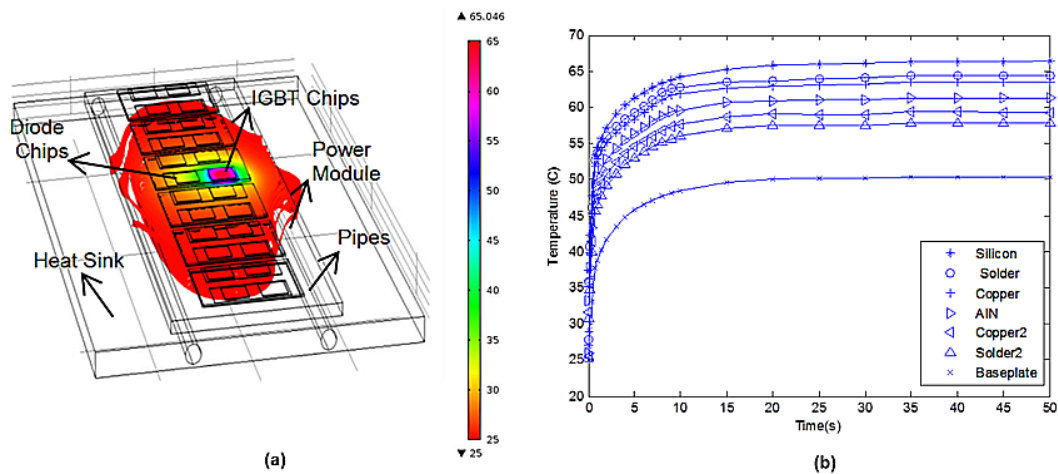 ▲ 65.046
65
60
55
50
45
40
35
30
25
▼ 25
IGBT Chips
Diode
Chips
Power
Module
Pipes
Heat Sink
(a)
Temperature (C)
70
65
60
55
50
45
40
35
30
25
20
0 5 10 15 20 25 30 35 40 45 50
Time(s)
Silicon
Solder
Copper
AlN
Copper2
Solder2
Baseplate
(b)